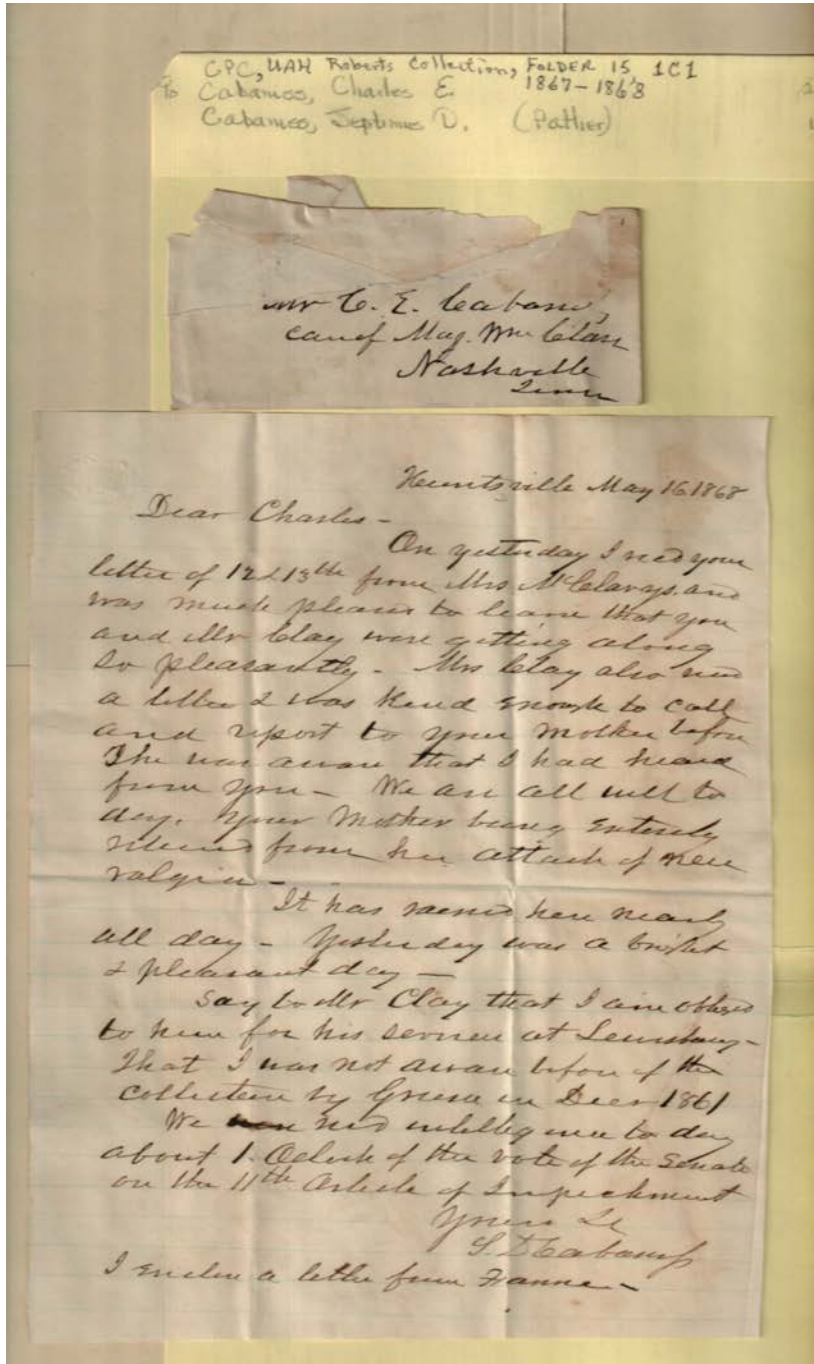 CPC, UAH Roberts Collection, FOLDER 15 1C1
To Cabaniss, Charles E. 1867-1868
Cabaniss, Septimus D. (Father)
Mr C. E. Cabaniss,
care of Maj. Wm Clay
Nashville
Tenn
Huntsville May 16 1868
Dear Charles -
On yesterday I recd your
letter of 12 & 13th from Mrs and
was much pleased to learn that you
and Mr Clay were getting along
so pleasantly - Mrs Clay also recd
a letter & was kind enough to call
and report to your mother before
She was aware that I had heard
from you - We are all well to
day. Your Mother being entirely
relieved from her attack of neu
ralgia -
It has rained here nearly
all day - Yesterday was a bright
& pleasant day -
Say to Mr Clay that I am obliged
to him for his service at Lewisburg -
That I was not aware before of the
collection by in Decr 1861
We recd intelligence to day
about 1. Oclock of the vote of the Senate
on the 11th Article of Impeachment
Yours &c
S. D. Cabaniss
I enclose a letter from Fannie -